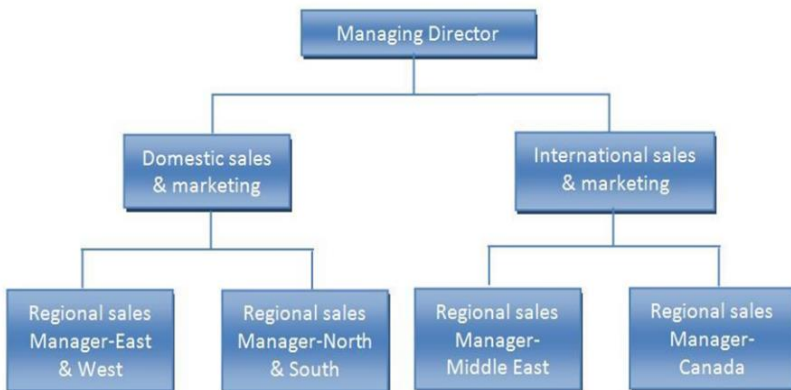 Managing Director
Domestic sales
& marketing
International sales
& marketing
Regional sales
Manager-East
& West
Regional sales
Manager-North
& South
Regional sales
Manager-
Middle East
Regional sales
Manager-
Canada